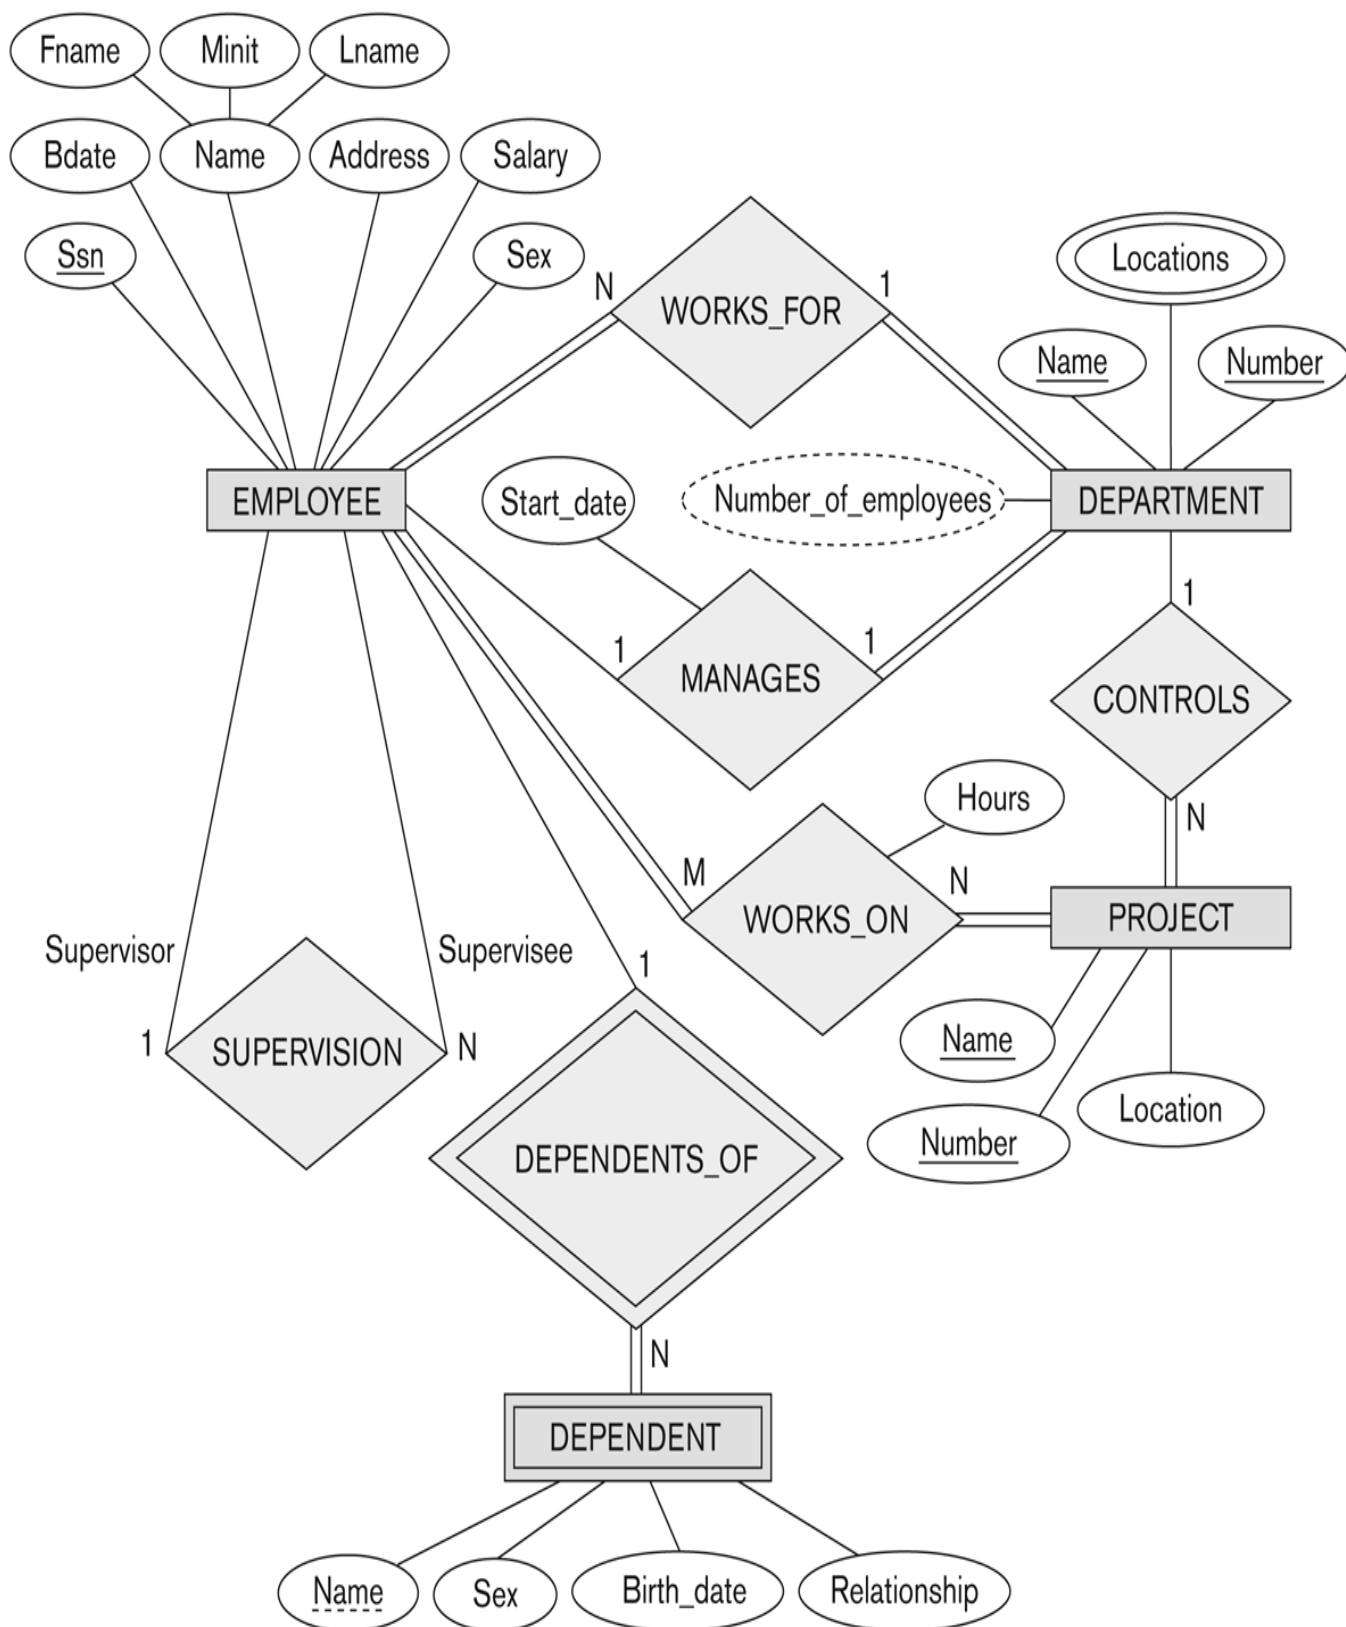 Fname
Minit
Lname
Bdate
Name
Address
Salary
Ssn
Sex
N
WORKS_FOR
1
Locations
Name
Number
EMPLOYEE
Start_date
Number_of_employees
DEPARTMENT
1
MANAGES
1
1
CONTROLS
N
Hours
M
WORKS_ON
N
PROJECT
Supervisor
Supervisee
1
SUPERVISION
N
1
Name
Number
Location
DEPENDENTS_OF
N
DEPENDENT
Name
Sex
Birth_date
Relationship